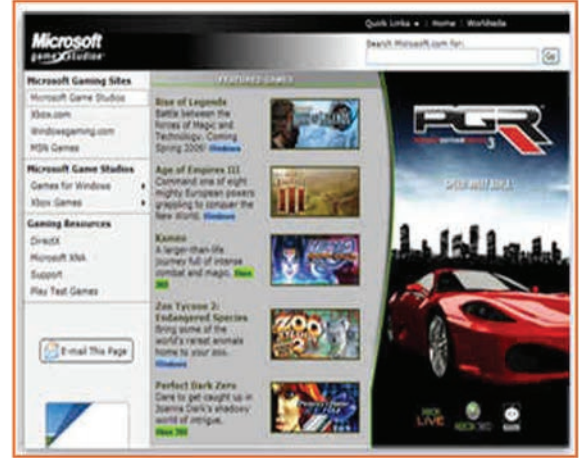 Quick Links | Home | Worldwide
Microsoft
game studios
Search Microsoft.com for:
Go
Microsoft Gaming Sites
Microsoft Game Studios
Xbox.com
Windowsgaming.com
MSN Games
Microsoft Game Studios
Games for Windows
Xbox Games
Gaming Resources
DirectX
Microsoft XNA
Support
Play Test Games
E-mail This Page
FEATURED GAMES
Rise of Legends
Battle between the
forces of Magic and
Technology. Coming
Spring 2006! Windows
Age of Empires III
Command one of eight
mighty European powers
grappling to conquer the
New World. Windows
III
Kameo
A larger-than-life
journey full of intense
combat and magic. Xbox
360
Zoo Tycoon 2:
Endangered Species
Bring some of the
world's rarest animals
home to your zoo.
Windows
ZOO
Perfect Dark Zero
Dare to get caught up in
Joanna Dark's shadowy
world of intrigue.
Xbox 360
PGR
3
XBOX
LIVE
XBOX 360